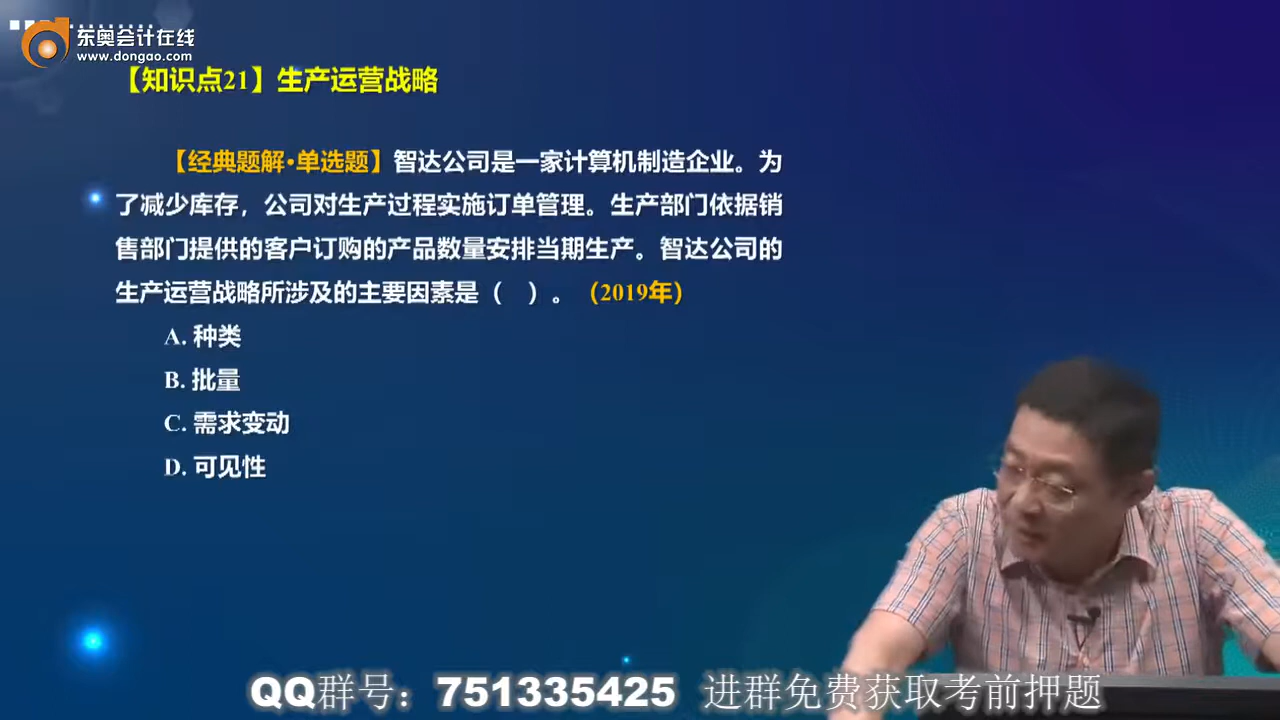 东奥会计在线
www.dongao.com
【知识点21】生产运营战略
【经典题解·单选题】智达公司是一家计算机制造企业。为
了减少库存，公司对生产过程实施订单管理。生产部门依据销
售部门提供的客户订购的产品数量安排当期生产。智达公司的
生产运营战略所涉及的主要因素是（ ）。（2019年）
A. 种类
B. 批量
C. 需求变动
D. 可见性
QQ群号：751335425 进群免费获取考前押题